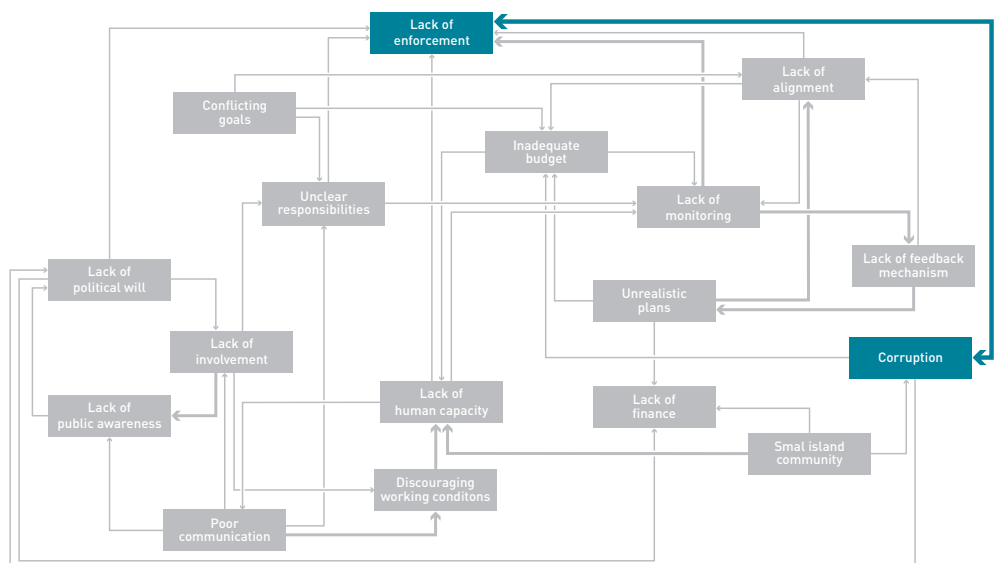 Lack of
enforcement
Lack of
alignment
Conflicting
goals
Inadequate
budget
Unclear
responsibilities
Lack of
monitoring
Lack of feedback
mechanism
Lack of
political will
Unrealistic
plans
Lack of
involvement
Corruption
Lack of
human capacity
Lack of
finance
Lack of
public awareness
Smal island
community
Discouraging
working conditons
Poor
communication